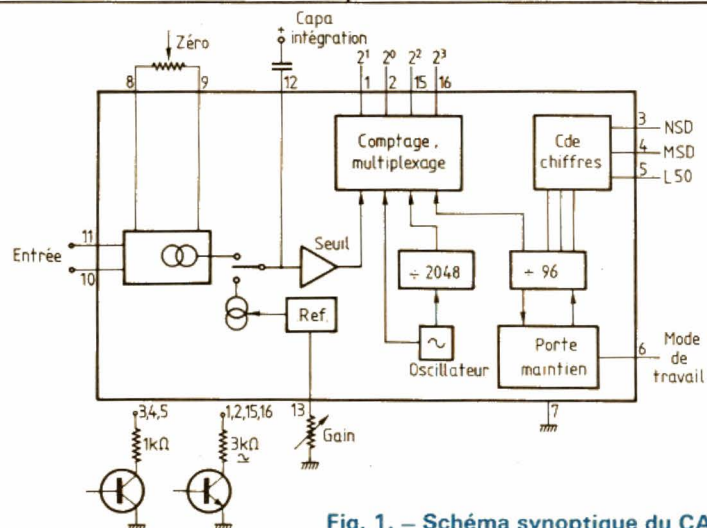 Capa
intégration
+
Zéro
8
9
12
2¹ 2⁰ 2² 2³
1 2 15 16
Comptage,
multiplexage
Cde
chiffres
3 NSD
4 MSD
5 L50
11
Entrée
10
Seuil
÷ 2048
÷ 96
Ref.
~
Oscillateur
Porte
maintien
6 Mode
de
travail
13
7
Gain
3,4,5
1kΩ
1,2,15,16
3kΩ
~
Fig. 1. – Schéma synoptique du CA